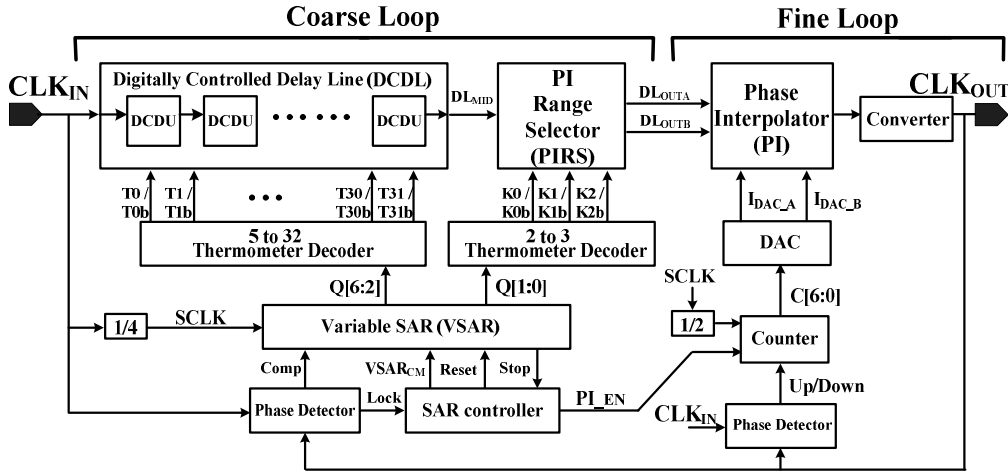 Coarse Loop
Fine Loop
CLKIN
Digitally Controlled Delay Line (DCDL)
DCDU
DCDU
DCDU
DLMID
PI
Range
Selector
(PIRS)
DLOUTA
DLOUTB
Phase
Interpolator
(PI)
Converter
CLKOUT
T0 /
T0b
T1 /
T1b
T30 /
T30b
T31 /
T31b
K0 /
K0b
K1 /
K1b
K2 /
K2b
IDAC_A
IDAC_B
5 to 32
Thermometer Decoder
2 to 3
Thermometer Decoder
DAC
Q[6:2]
Q[1:0]
SCLK
C[6:0]
1/4
SCLK
Variable SAR (VSAR)
1/2
Counter
Comp
VSARCM
Reset
Stop
Up/Down
Phase Detector
Lock
SAR controller
PI_EN
CLKIN
Phase Detector